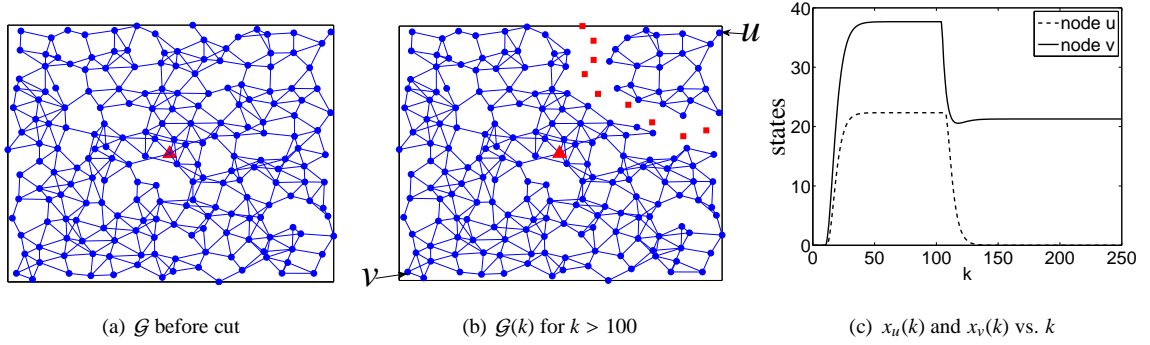 u
v
40
30
20
10
0
states
0 50 100 150 200 250
k
node u
node v
(a) 𝒢 before cut
(b) 𝒢(k) for k > 100
(c) x_u(k) and x_v(k) vs. k